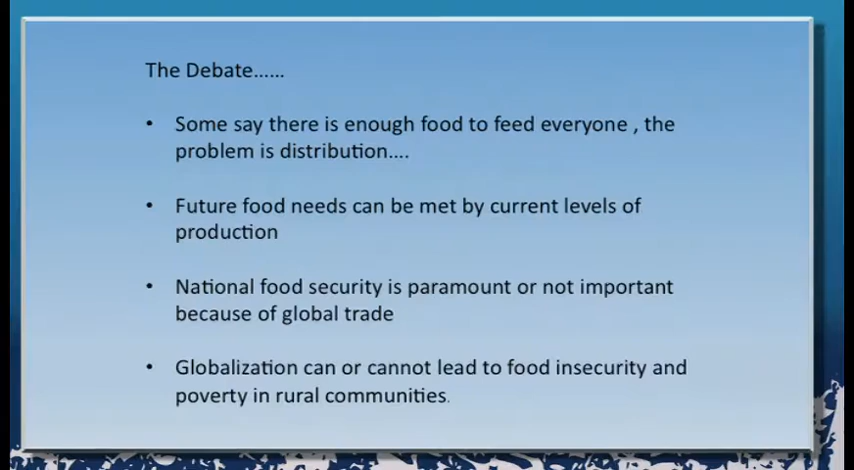 The Debate......
• Some say there is enough food to feed everyone , the
problem is distribution....
• Future food needs can be met by current levels of
production
• National food security is paramount or not important
because of global trade
• Globalization can or cannot lead to food insecurity and
poverty in rural communities.